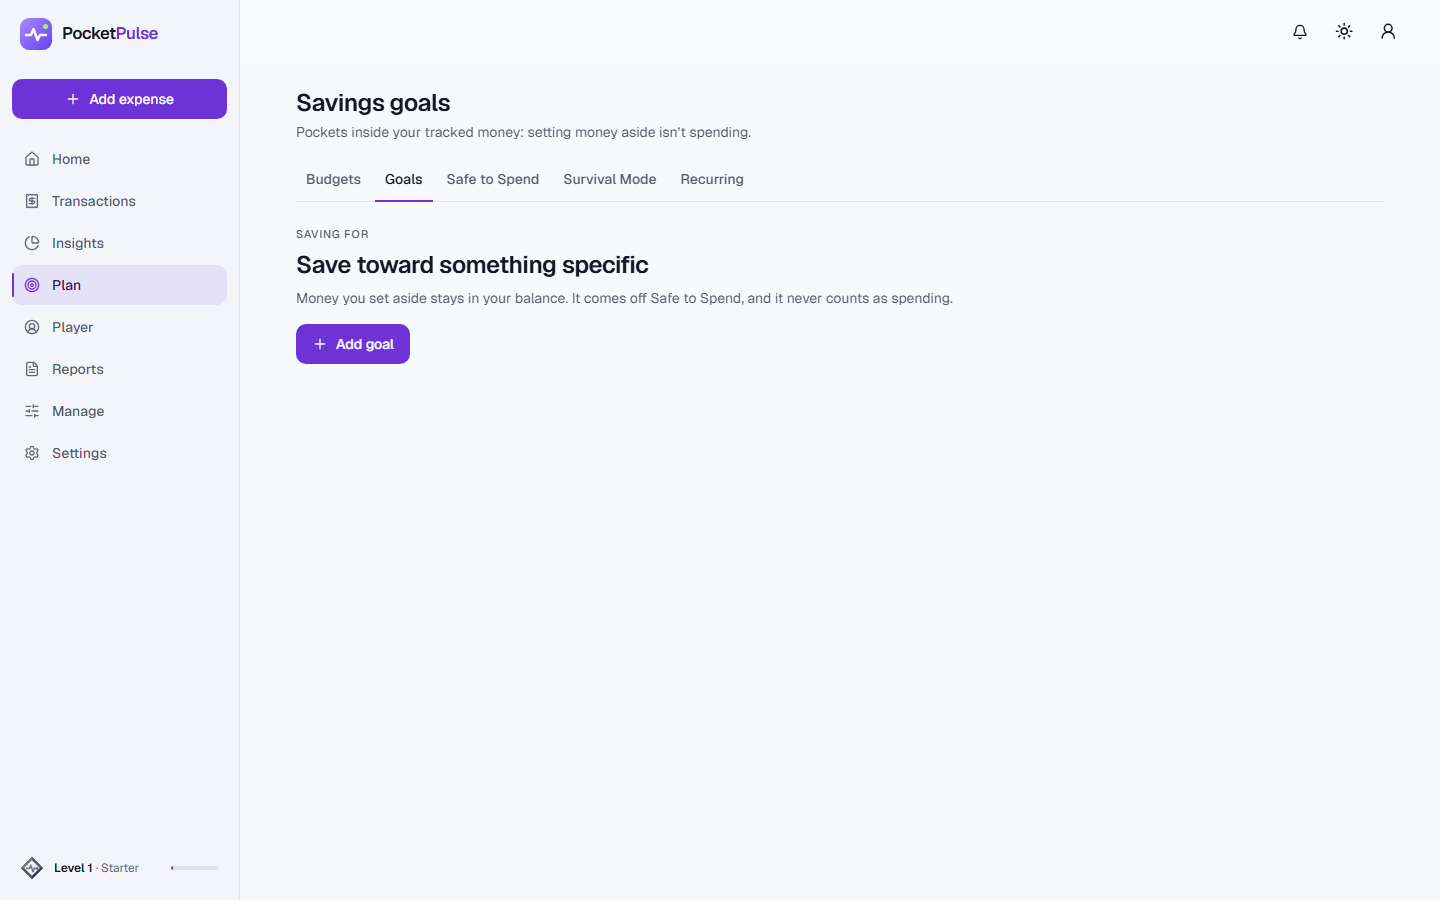 PocketPulse
Add expense
Home
Transactions
Insights
Plan
Player
Reports
Manage
Settings
Level 1 · Starter
Savings goals
Pockets inside your tracked money: setting money aside isn't spending.
Budgets Goals Safe to Spend Survival Mode Recurring
SAVING FOR
Save toward something specific
Money you set aside stays in your balance. It comes off Safe to Spend, and it never counts as spending.
Add goal